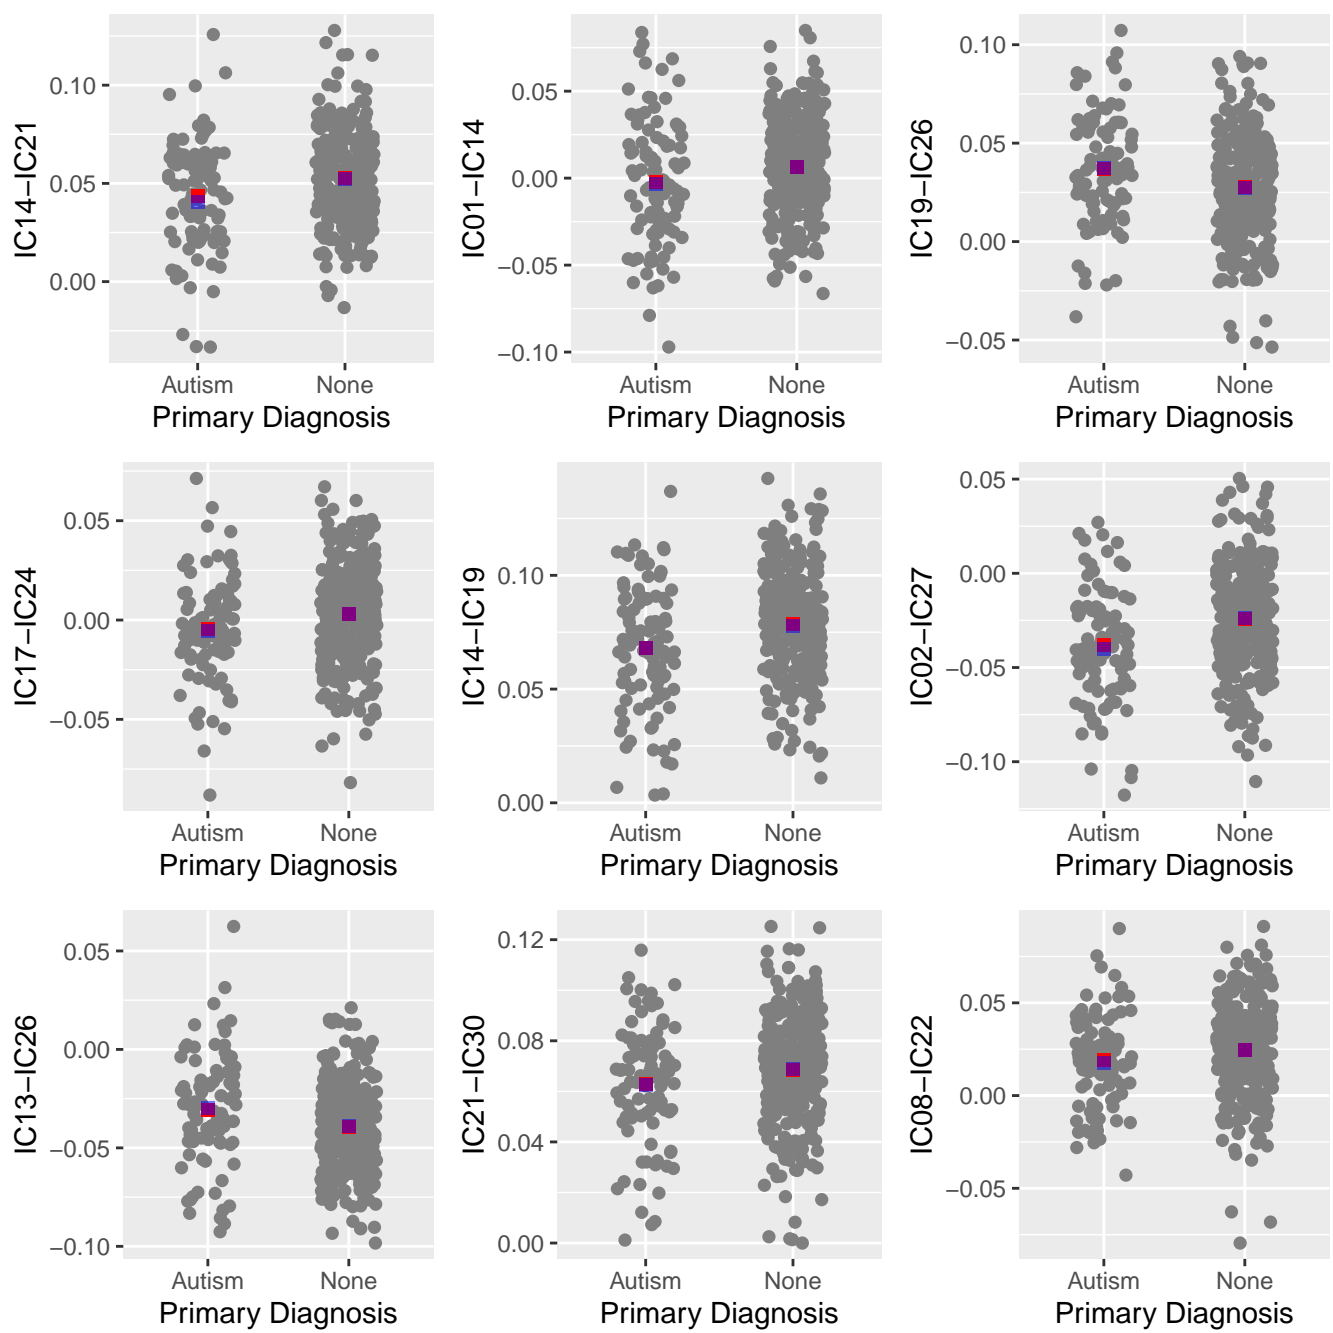 IC14−IC21
0.10
0.05
0.00
Autism None
Primary Diagnosis
IC01−IC14
0.05
0.00
−0.05
−0.10
Autism None
Primary Diagnosis
IC19−IC26
0.10
0.05
0.00
−0.05
Autism None
Primary Diagnosis
IC17−IC24
0.05
0.00
−0.05
Autism None
Primary Diagnosis
IC14−IC19
0.10
0.05
0.00
Autism None
Primary Diagnosis
IC02−IC27
0.05
0.00
−0.05
−0.10
Autism None
Primary Diagnosis
IC13−IC26
0.05
0.00
−0.05
−0.10
Autism None
Primary Diagnosis
IC21−IC30
0.12
0.08
0.04
0.00
Autism None
Primary Diagnosis
IC08−IC22
0.05
0.00
−0.05
Autism None
Primary Diagnosis